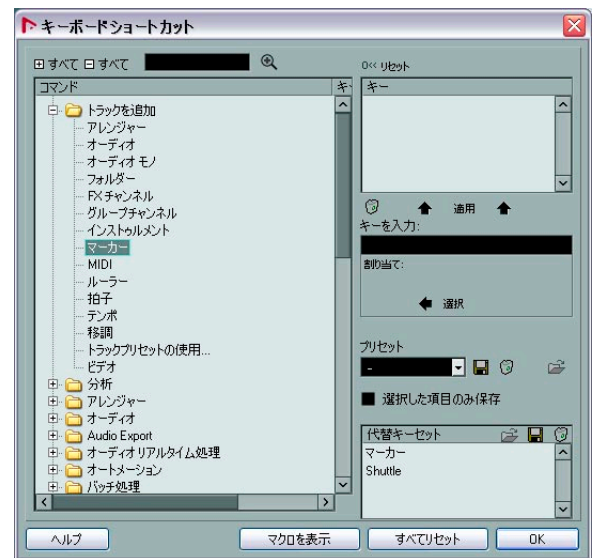 キーボードショートカット
すべて すべて
コマンド キ
トラックを追加
アレンジャー
オーディオ
オーディオ モノ
フォルダー
FX チャンネル
グループチャンネル
インストゥルメント
マーカー
MIDI
ルーラー
拍子
テンポ
移調
トラックプリセットの使用...
ビデオ
分析
アレンジャー
オーディオ
Audio Export
オーディオリアルタイム処理
オートメーション
バッチ処理
0<< リセット
キー
適用
キーを入力:
割り当て:
選択
プリセット
-
選択した項目のみ保存
代替キーセット
マーカー
Shuttle
ヘルプ
マクロを表示
すべてリセット
OK